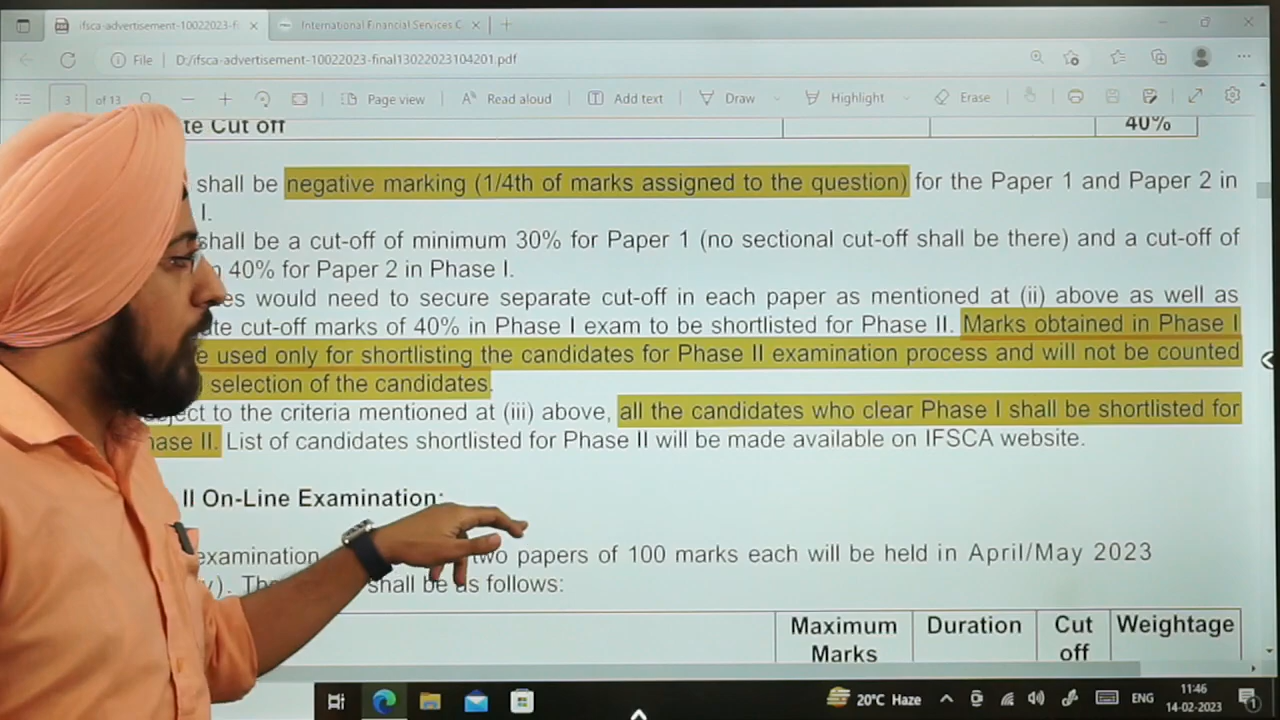 ifsca-advertisement-10022023-fi
International Financial Services C
File
D:/ifsca-advertisement-10022023-final13022023104201.pdf
3 of 13
Page view
Read aloud
Add text
Draw
Highlight
Erase
te Cut off 40%
shall be negative marking (1/4th of marks assigned to the question) for the Paper 1 and Paper 2 in
I.
shall be a cut-off of minimum 30% for Paper 1 (no sectional cut-off shall be there) and a cut-off of
40% for Paper 2 in Phase I.
es would need to secure separate cut-off in each paper as mentioned at (ii) above as well as
te cut-off marks of 40% in Phase I exam to be shortlisted for Phase II. Marks obtained in Phase I
e used only for shortlisting the candidates for Phase II examination process and will not be counted
selection of the candidates.
ject to the criteria mentioned at (iii) above, all the candidates who clear Phase I shall be shortlisted for
hase II. List of candidates shortlisted for Phase II will be made available on IFSCA website.
II On-Line Examination:
examination two papers of 100 marks each will be held in April/May 2023
shall be as follows:
Maximum Duration Cut Weightage
Marks off
20°C Haze
ENG
11:46
14-02-2023
1